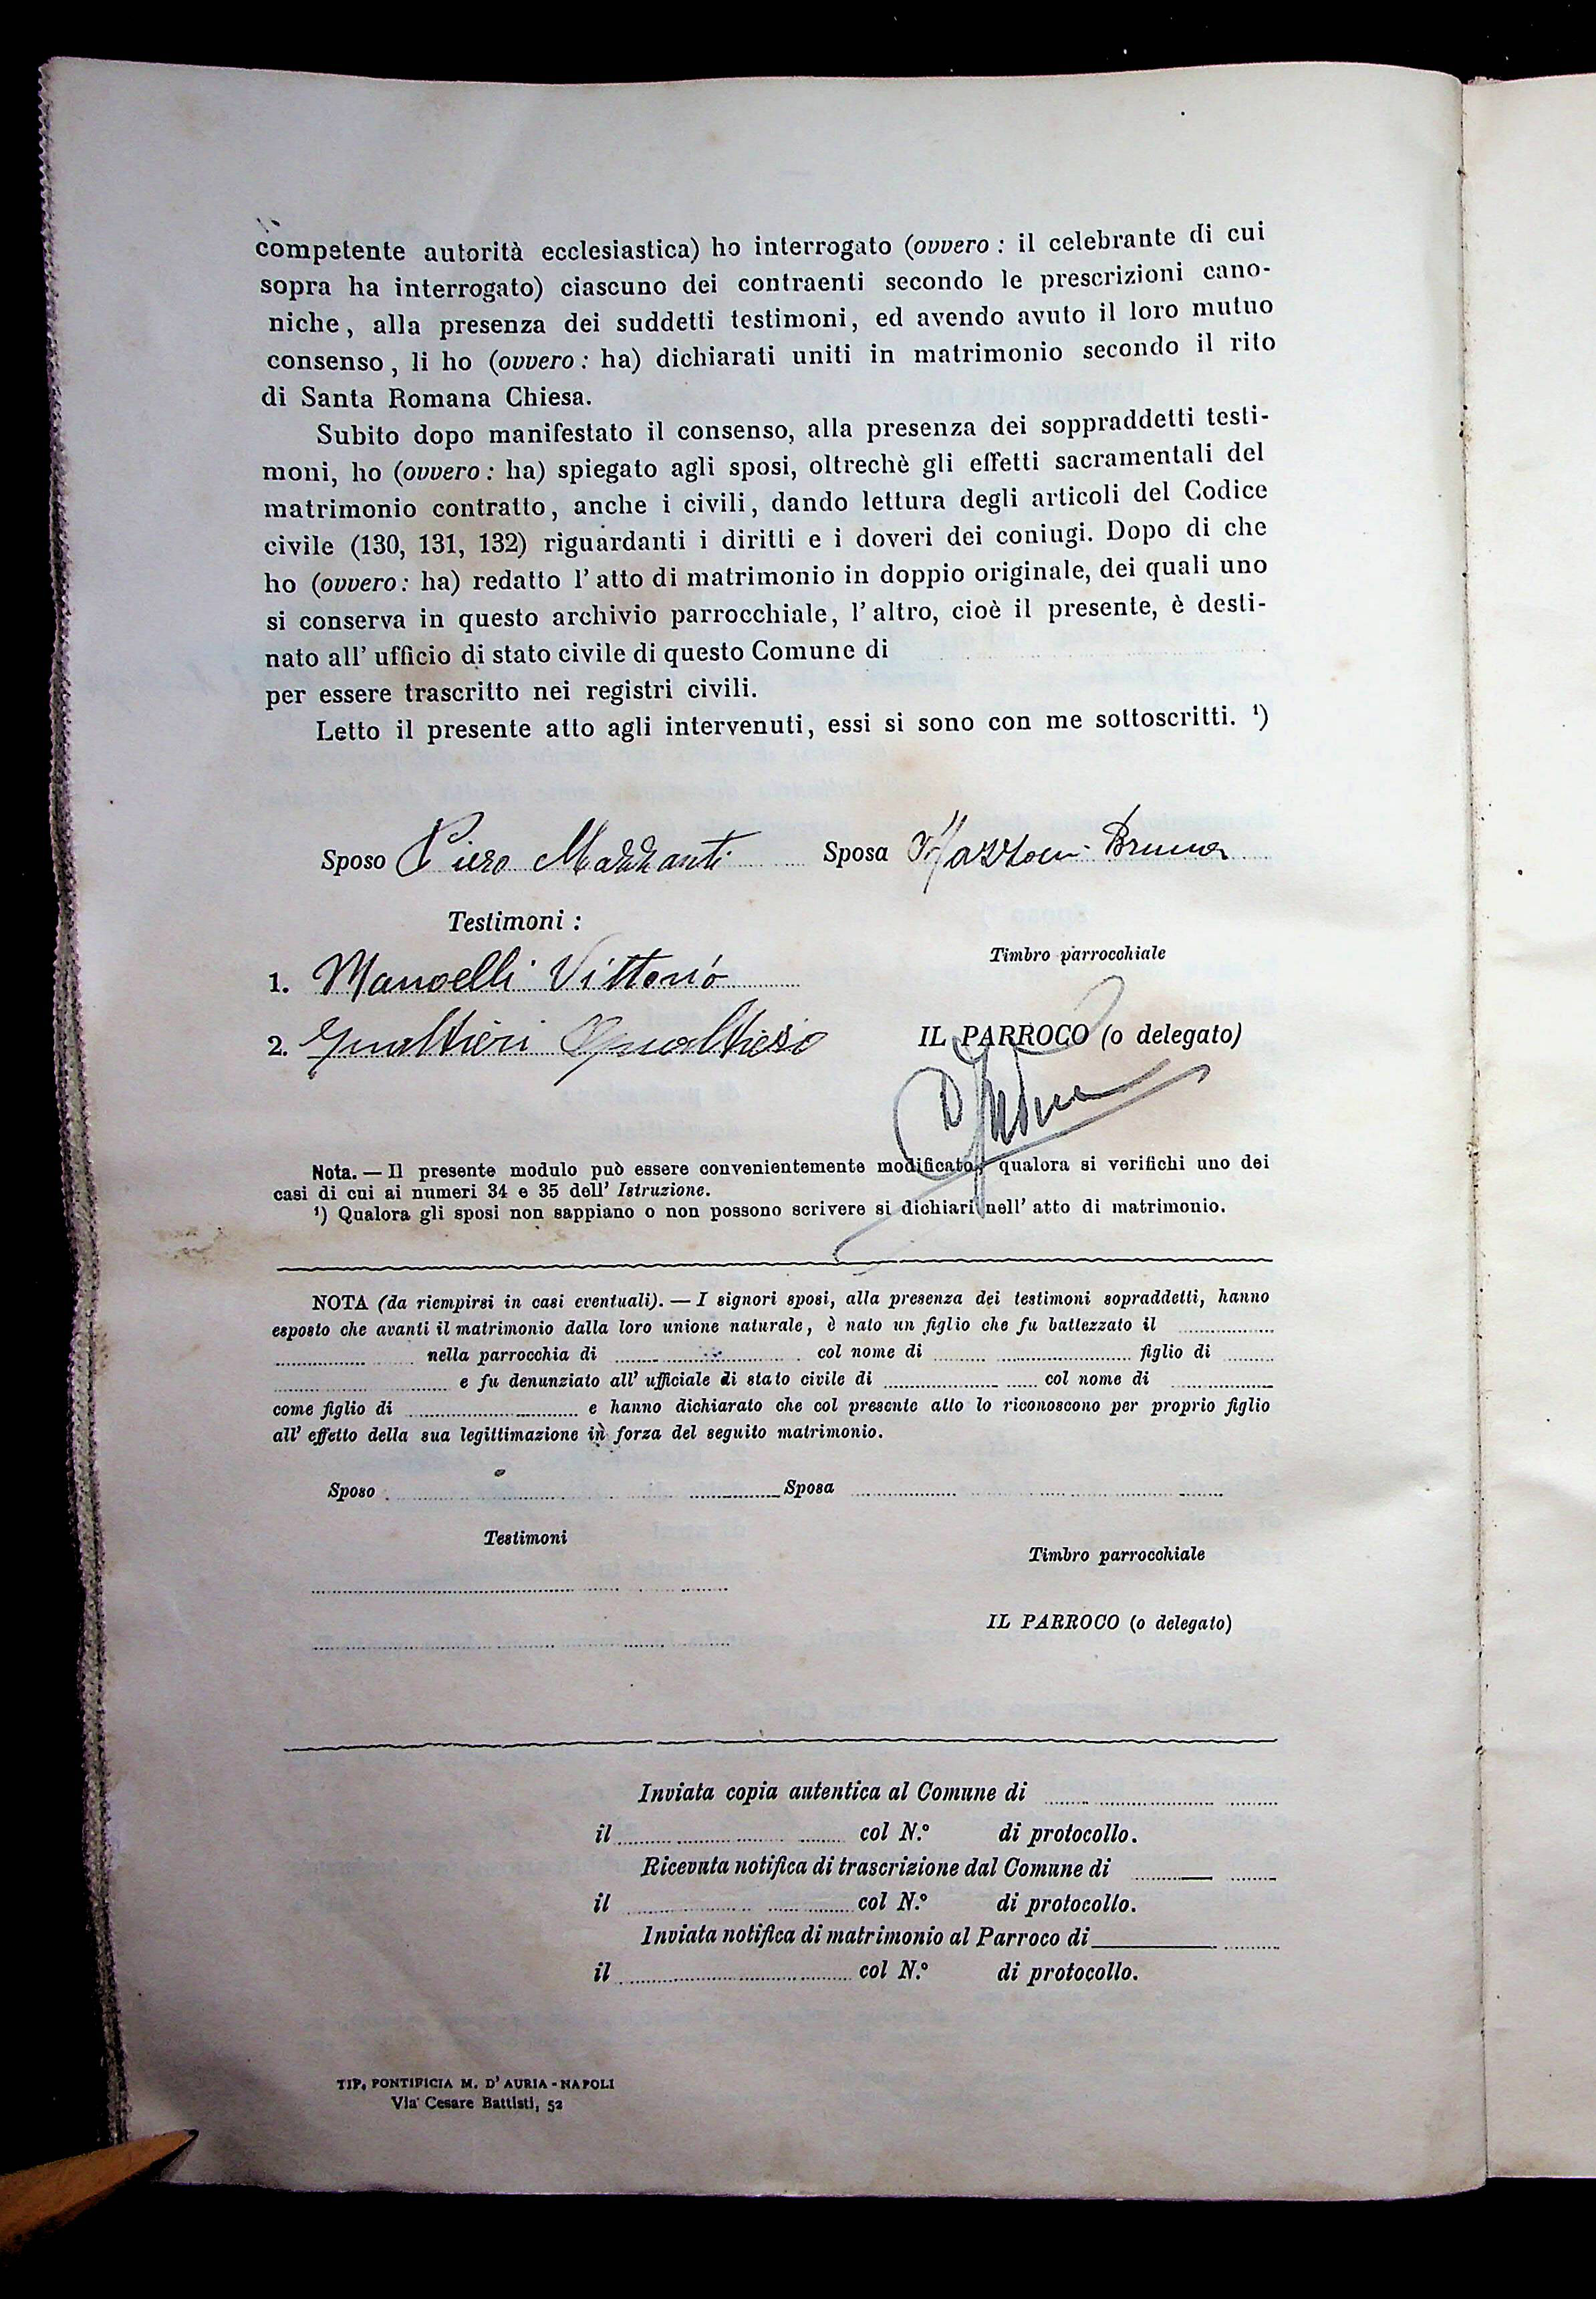 competente autorità ecclesiastica) ho interrogato (ovvero : il celebrante di cui
sopra ha interrogato) ciascuno dei contraenti secondo le prescrizioni cano-
niche, alla presenza dei suddetti testimoni, ed avendo avuto il loro mutuo
consenso, li ho (ovvero : ha) dichiarati uniti in matrimonio secondo il rito
di Santa Romana Chiesa.
Subito dopo manifestato il consenso, alla presenza dei soppraddetti testi-
moni, ho (ovvero : ha) spiegato agli sposi, oltrechè gli effetti sacramentali del
matrimonio contratto, anche i civili, dando lettura degli articoli del Codice
civile (130, 131, 132) riguardanti i diritti e i doveri dei coniugi. Dopo di che
ho (ovvero : ha) redatto l' atto di matrimonio in doppio originale, dei quali uno
si conserva in questo archivio parrocchiale, l' altro, cioè il presente, è desti-
nato all' ufficio di stato civile di questo Comune di
per essere trascritto nei registri civili.
Letto il presente atto agli intervenuti, essi si sono con me sottoscritti. ¹)
Sposo Piero Mazzanti Sposa Mazzoni Bruna
Testimoni :
Timbro parrocchiale
1. Vittorio
2. Gualtieri Gualtiero
IL PARROCO (o delegato)
Nota. — Il presente modulo può essere convenientemente modificato, qualora si verifichi uno dei
casi di cui ai numeri 34 e 35 dell' Istruzione.
¹) Qualora gli sposi non sappiano o non possono scrivere si dichiari nell' atto di matrimonio.
NOTA (da riempirsi in casi eventuali). — I signori sposi, alla presenza dei testimoni sopraddetti, hanno
esposto che avanti il matrimonio dalla loro unione naturale, è nato un figlio che fu battezzato il
nella parrocchia di col nome di figlio di
e fu denunziato all' ufficiale di stato civile di col nome di
come figlio di e hanno dichiarato che col presente atto lo riconoscono per proprio figlio
all' effetto della sua legittimazione in forza del seguito matrimonio.
Sposo Sposa
Testimoni
Timbro parrocchiale
IL PARROCO (o delegato)
Inviata copia autentica al Comune di
il col N.° di protocollo.
Ricevuta notifica di trascrizione dal Comune di
il col N.° di protocollo.
Inviata notifica di matrimonio al Parroco di
il col N.° di protocollo.
TIP. PONTIFICIA M. D' AURIA - NAPOLI
Via Cesare Battisti, 52